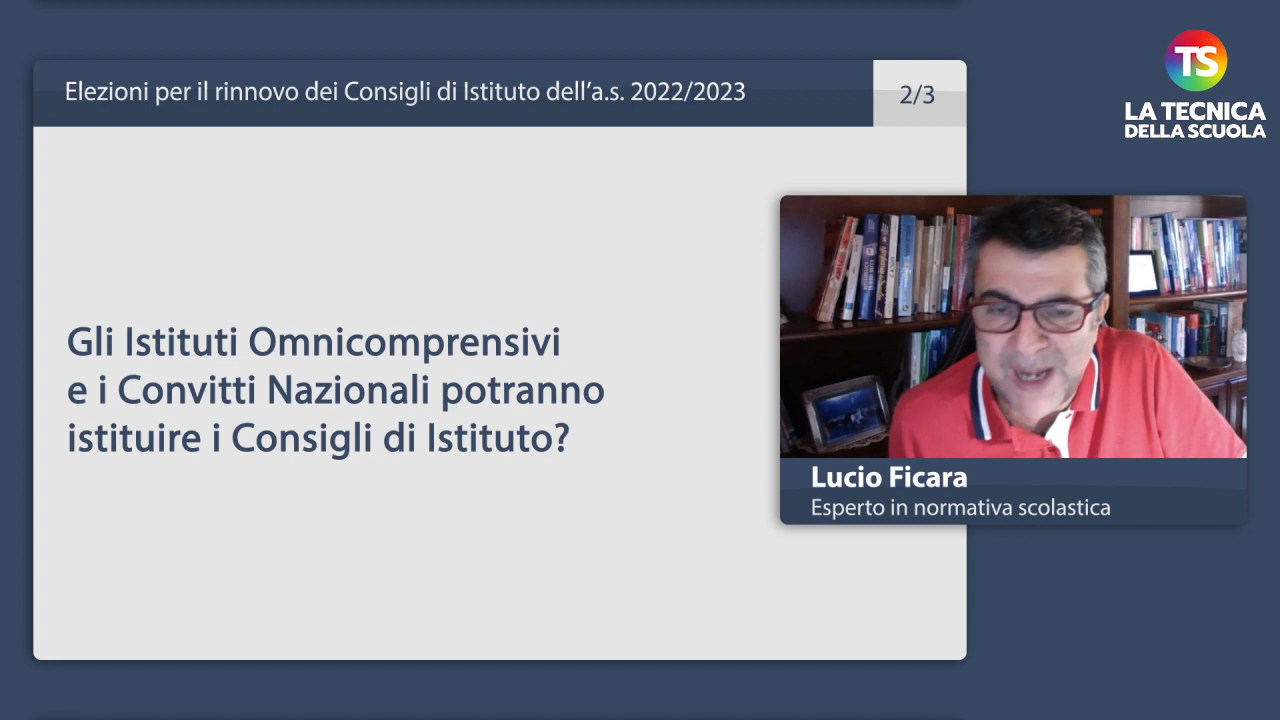 Elezioni per il rinnovo dei Consigli di Istituto dell'a.s. 2022/2023
2/3
TS
LA TECNICA
DELLA SCUOLA
Gli Istituti Omnicomprensivi
e i Convitti Nazionali potranno
istituire i Consigli di Istituto?
Lucio Ficara
Esperto in normativa scolastica